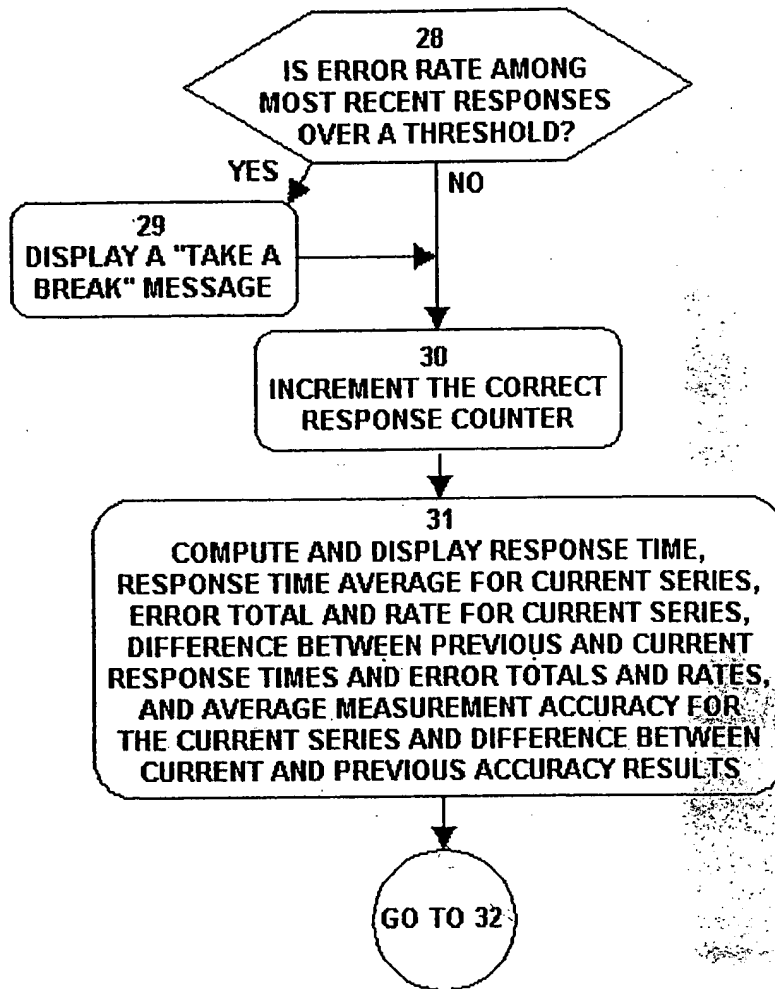 28
IS ERROR RATE AMONG
MOST RECENT RESPONSES
OVER A THRESHOLD?
YES
NO
29
DISPLAY A "TAKE A
BREAK" MESSAGE
30
INCREMENT THE CORRECT
RESPONSE COUNTER
31
COMPUTE AND DISPLAY RESPONSE TIME,
RESPONSE TIME AVERAGE FOR CURRENT SERIES,
ERROR TOTAL AND RATE FOR CURRENT SERIES,
DIFFERENCE BETWEEN PREVIOUS AND CURRENT
RESPONSE TIMES AND ERROR TOTALS AND RATES,
AND AVERAGE MEASUREMENT ACCURACY FOR
THE CURRENT SERIES AND DIFFERENCE BETWEEN
CURRENT AND PREVIOUS ACCURACY RESULTS
GO TO 32